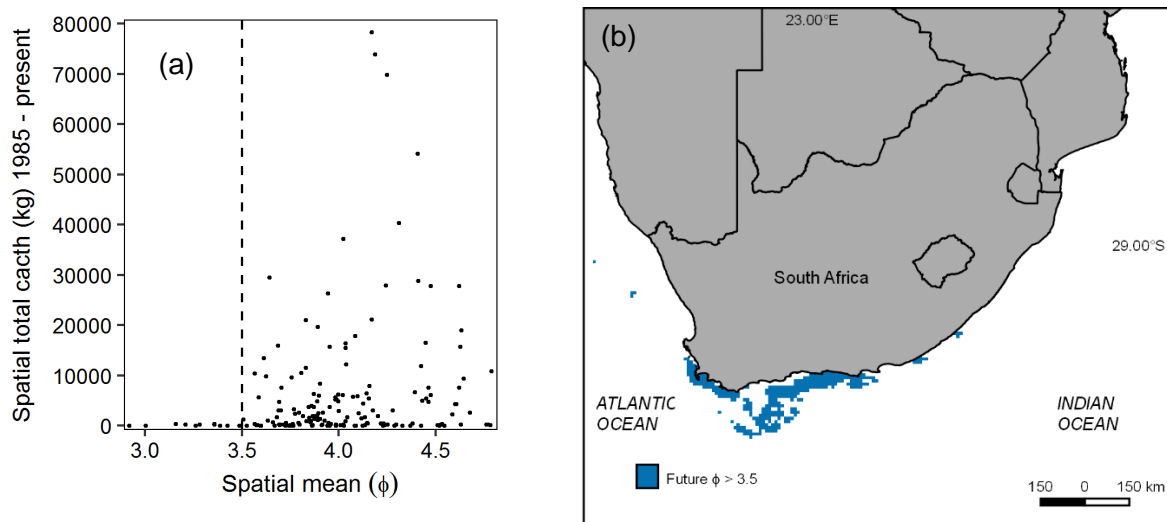 (a)
Spatial total cacth (kg) 1985 - present
80000
70000
60000
50000
40000
30000
20000
10000
0
3.0 3.5 4.0 4.5
Spatial mean (ϕ)
(b)
23.00°E
29.00°S
South Africa
ATLANTIC
OCEAN
INDIAN
OCEAN
Future ϕ > 3.5
150 0 150 km